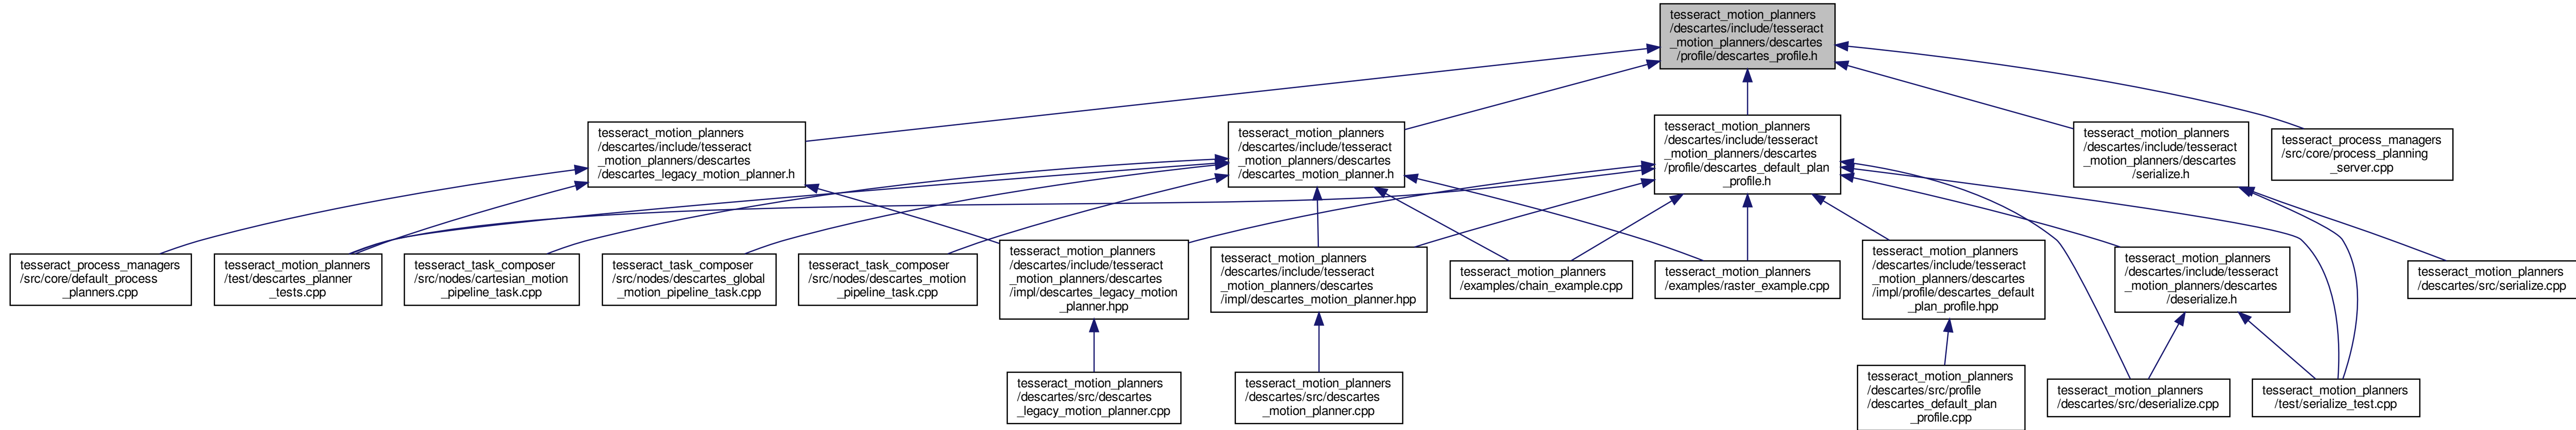 tesseract_motion_planners
/descartes/include/tesseract
_motion_planners/descartes
/profile/descartes_profile.h
tesseract_motion_planners
/descartes/include/tesseract
_motion_planners/descartes
/descartes_legacy_motion_planner.h
tesseract_motion_planners
/descartes/include/tesseract
_motion_planners/descartes
/descartes_motion_planner.h
tesseract_motion_planners
/descartes/include/tesseract
_motion_planners/descartes
/profile/descartes_default_plan
_profile.h
tesseract_motion_planners
/descartes/include/tesseract
_motion_planners/descartes
/serialize.h
tesseract_process_managers
/src/core/process_planning
_server.cpp
tesseract_process_managers
/src/core/default_process
_planners.cpp
tesseract_motion_planners
/test/descartes_planner
_tests.cpp
tesseract_task_composer
/src/nodes/cartesian_motion
_pipeline_task.cpp
tesseract_task_composer
/src/nodes/descartes_global
_motion_pipeline_task.cpp
tesseract_task_composer
/src/nodes/descartes_motion
_pipeline_task.cpp
tesseract_motion_planners
/descartes/include/tesseract
_motion_planners/descartes
/impl/descartes_legacy_motion
_planner.hpp
tesseract_motion_planners
/descartes/include/tesseract
_motion_planners/descartes
/impl/descartes_motion_planner.hpp
tesseract_motion_planners
/examples/chain_example.cpp
tesseract_motion_planners
/examples/raster_example.cpp
tesseract_motion_planners
/descartes/include/tesseract
_motion_planners/descartes
/impl/profile/descartes_default
_plan_profile.hpp
tesseract_motion_planners
/descartes/include/tesseract
_motion_planners/descartes
/deserialize.h
tesseract_motion_planners
/descartes/src/serialize.cpp
tesseract_motion_planners
/descartes/src/descartes
_legacy_motion_planner.cpp
tesseract_motion_planners
/descartes/src/descartes
_motion_planner.cpp
tesseract_motion_planners
/descartes/src/profile
/descartes_default_plan
_profile.cpp
tesseract_motion_planners
/descartes/src/deserialize.cpp
tesseract_motion_planners
/test/serialize_test.cpp